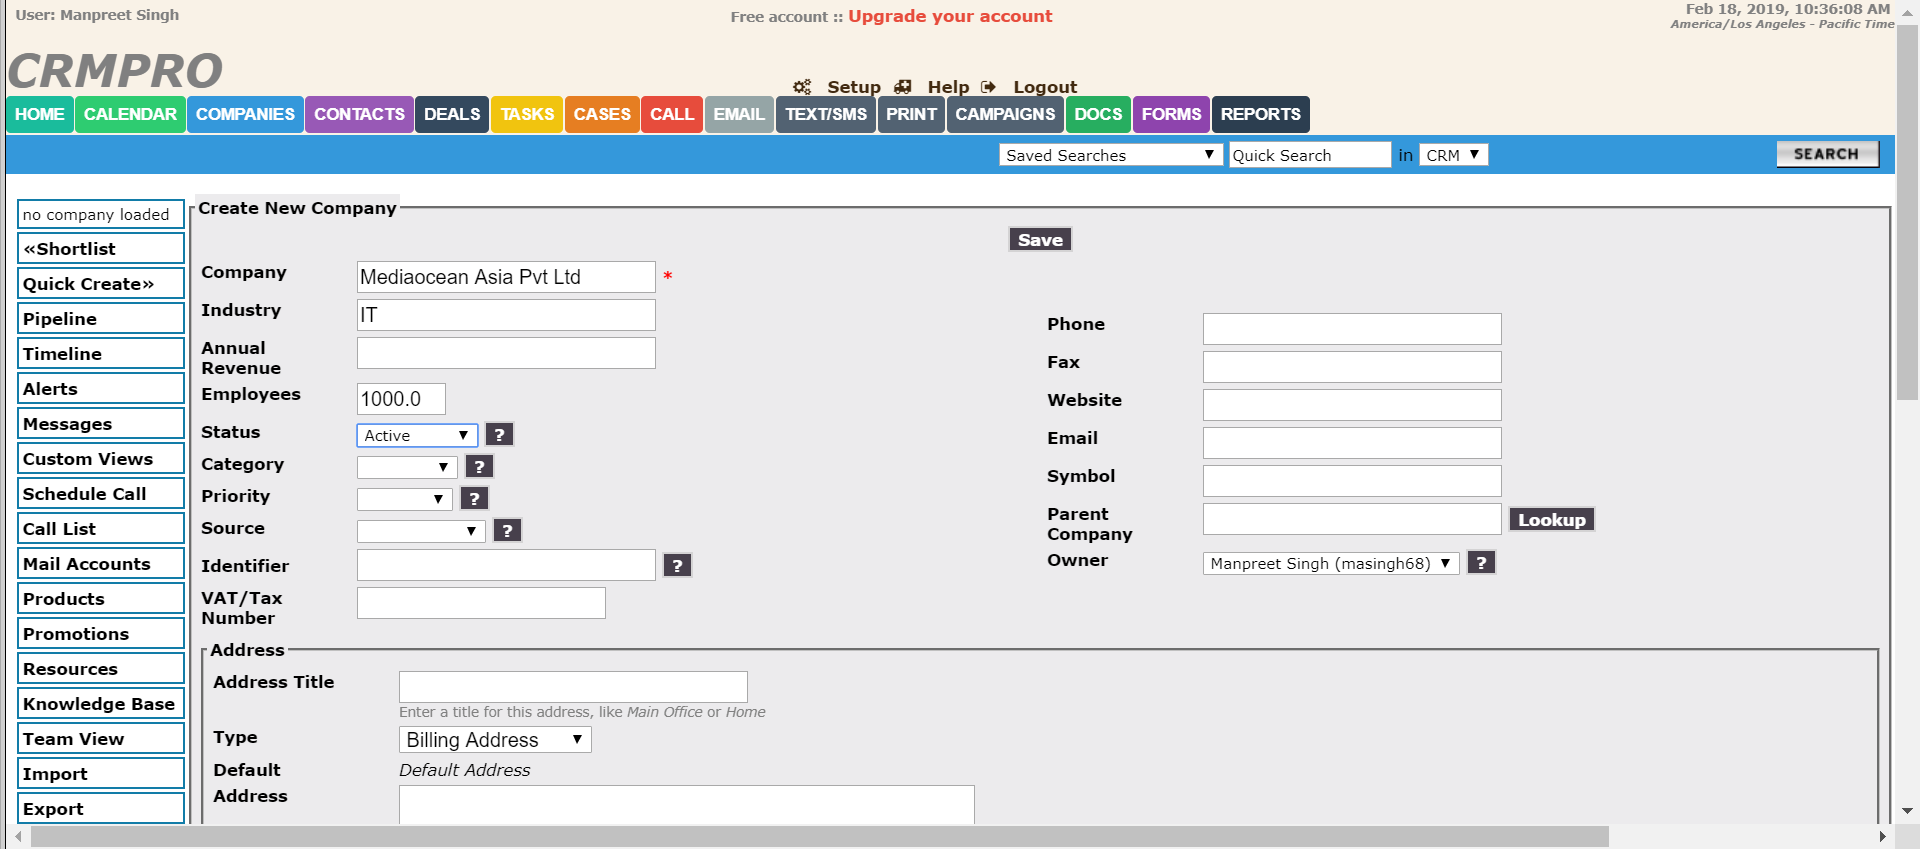 User: Manpreet Singh
Free account :: Upgrade your account
Feb 18, 2019, 10:36:08 AM
America/Los Angeles - Pacific Time
CRMPRO
Setup Help Logout
HOME CALENDAR COMPANIES CONTACTS DEALS TASKS CASES CALL EMAIL TEXT/SMS PRINT CAMPAIGNS DOCS FORMS REPORTS
Saved Searches Quick Search in CRM SEARCH
no company loaded
«Shortlist
Quick Create»
Pipeline
Timeline
Alerts
Messages
Custom Views
Schedule Call
Call List
Mail Accounts
Products
Promotions
Resources
Knowledge Base
Team View
Import
Export
Create New Company
Save
Company Mediaocean Asia Pvt Ltd *
Industry IT
Annual
Revenue
Employees 1000.0
Status Active ?
Category ?
Priority ?
Source ?
Identifier ?
VAT/Tax
Number
Phone
Fax
Website
Email
Symbol
Parent
Company Lookup
Owner Manpreet Singh (masingh68) ?
Address
Address Title
Enter a title for this address, like Main Office or Home
Type Billing Address
Default Default Address
Address